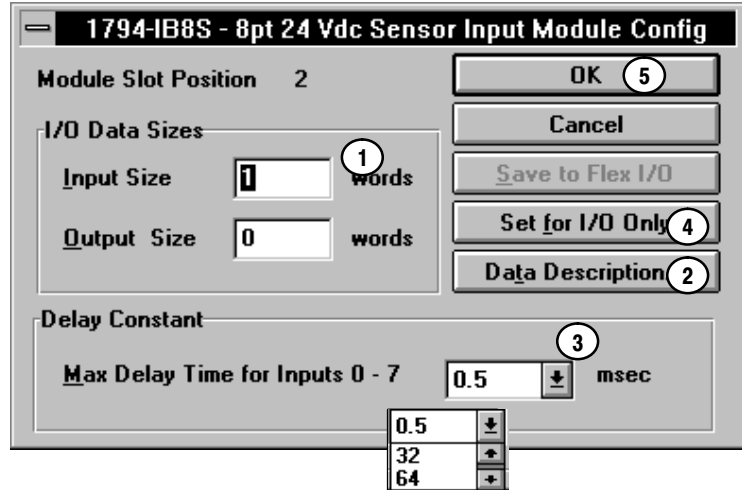 1794-IB8S - 8pt 24 Vdc Sensor Input Module Config
Module Slot Position 2
OK 5
I/O Data Sizes
Cancel
1
Input Size 1 words
Save to Flex I/O
Output Size 0 words
Set for I/O Only 4
Data Description 2
Delay Constant
3
Max Delay Time for Inputs 0 - 7 0.5 msec
0.5
32
64